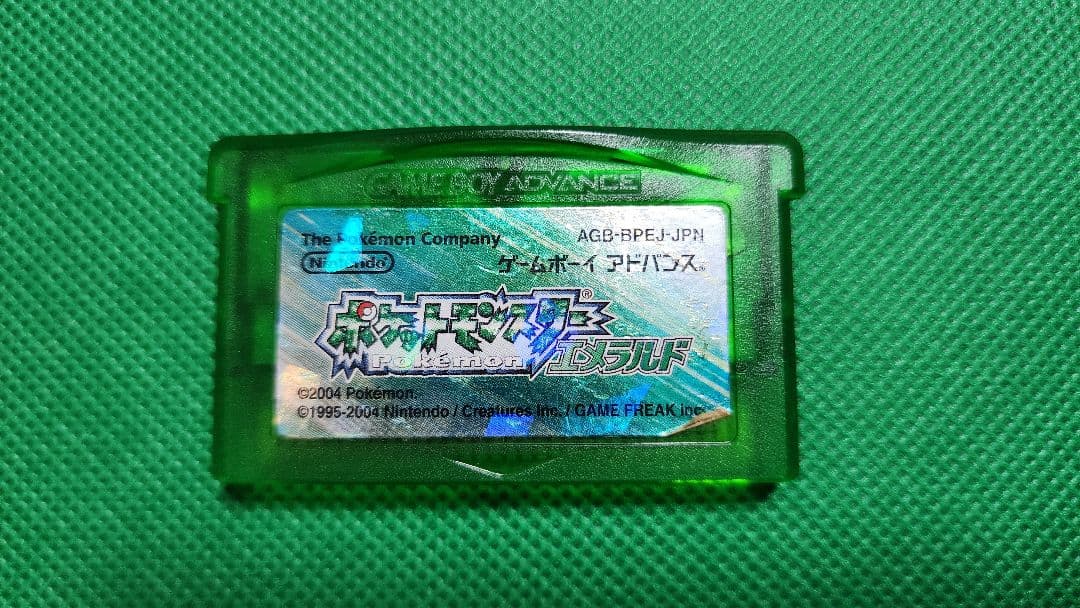 GAME BOY ADVANCE
The Pokémon Company AGB-BPEJ-JPN
Nintendo ゲームボーイ アドバンス
ポケットモンスター®
Pokémon エメラルド
©2004 Pokémon.
©1995-2004 Nintendo / Creatures inc. / GAME FREAK inc.